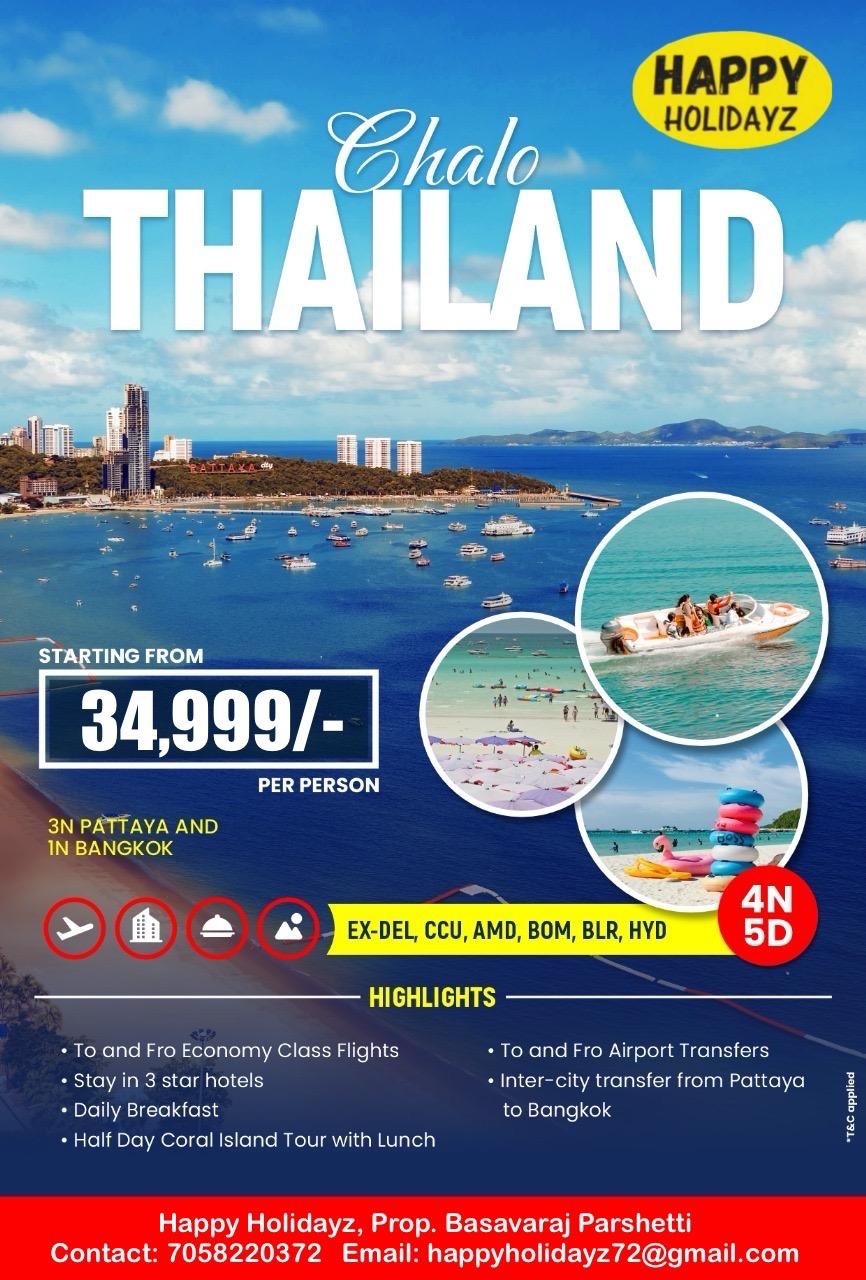 HAPPY
HOLIDAYZ
Chalo
THAILAND
PATTAYA city
STARTING FROM
34,999/-
PER PERSON
3N PATTAYA AND
1N BANGKOK
EX-DEL, CCU, AMD, BOM, BLR, HYD
4N
5D
HIGHLIGHTS
• To and Fro Economy Class Flights
• Stay in 3 star hotels
• Daily Breakfast
• Half Day Coral Island Tour with Lunch
• To and Fro Airport Transfers
• Inter-city transfer from Pattaya
to Bangkok
*T&C applied
Happy Holidayz, Prop. Basavaraj Parshetti
Contact: 7058220372 Email: happyholidayz72@gmail.com